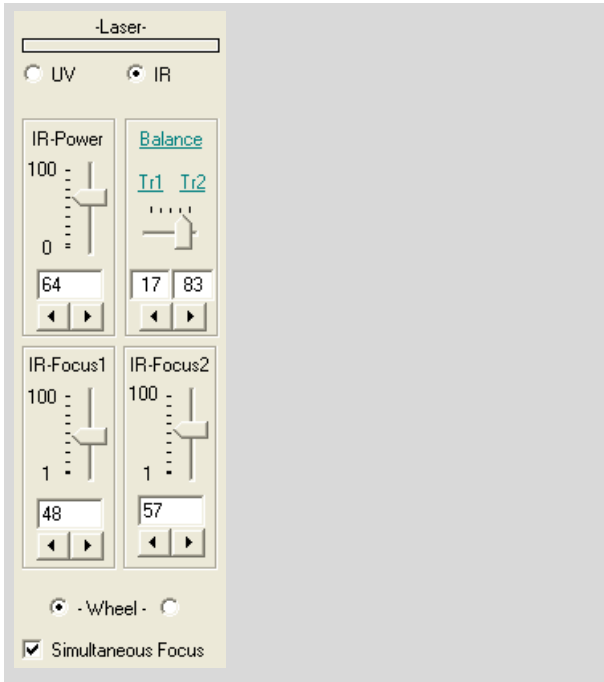 -Laser-
UV IR
IR-Power Balance
100 Tr1 Tr2
0
64 17 83
IR-Focus1 IR-Focus2
100 100
1 1
48 57
- Wheel -
Simultaneous Focus